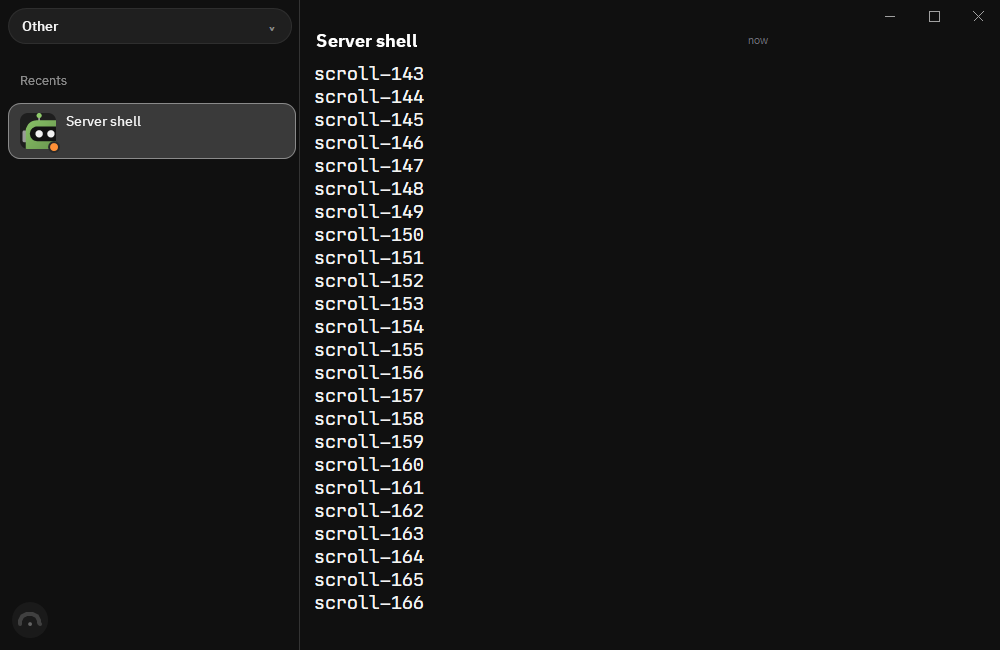 Other
Recents
Server shell
Server shell
now
scroll-143
scroll-144
scroll-145
scroll-146
scroll-147
scroll-148
scroll-149
scroll-150
scroll-151
scroll-152
scroll-153
scroll-154
scroll-155
scroll-156
scroll-157
scroll-158
scroll-159
scroll-160
scroll-161
scroll-162
scroll-163
scroll-164
scroll-165
scroll-166